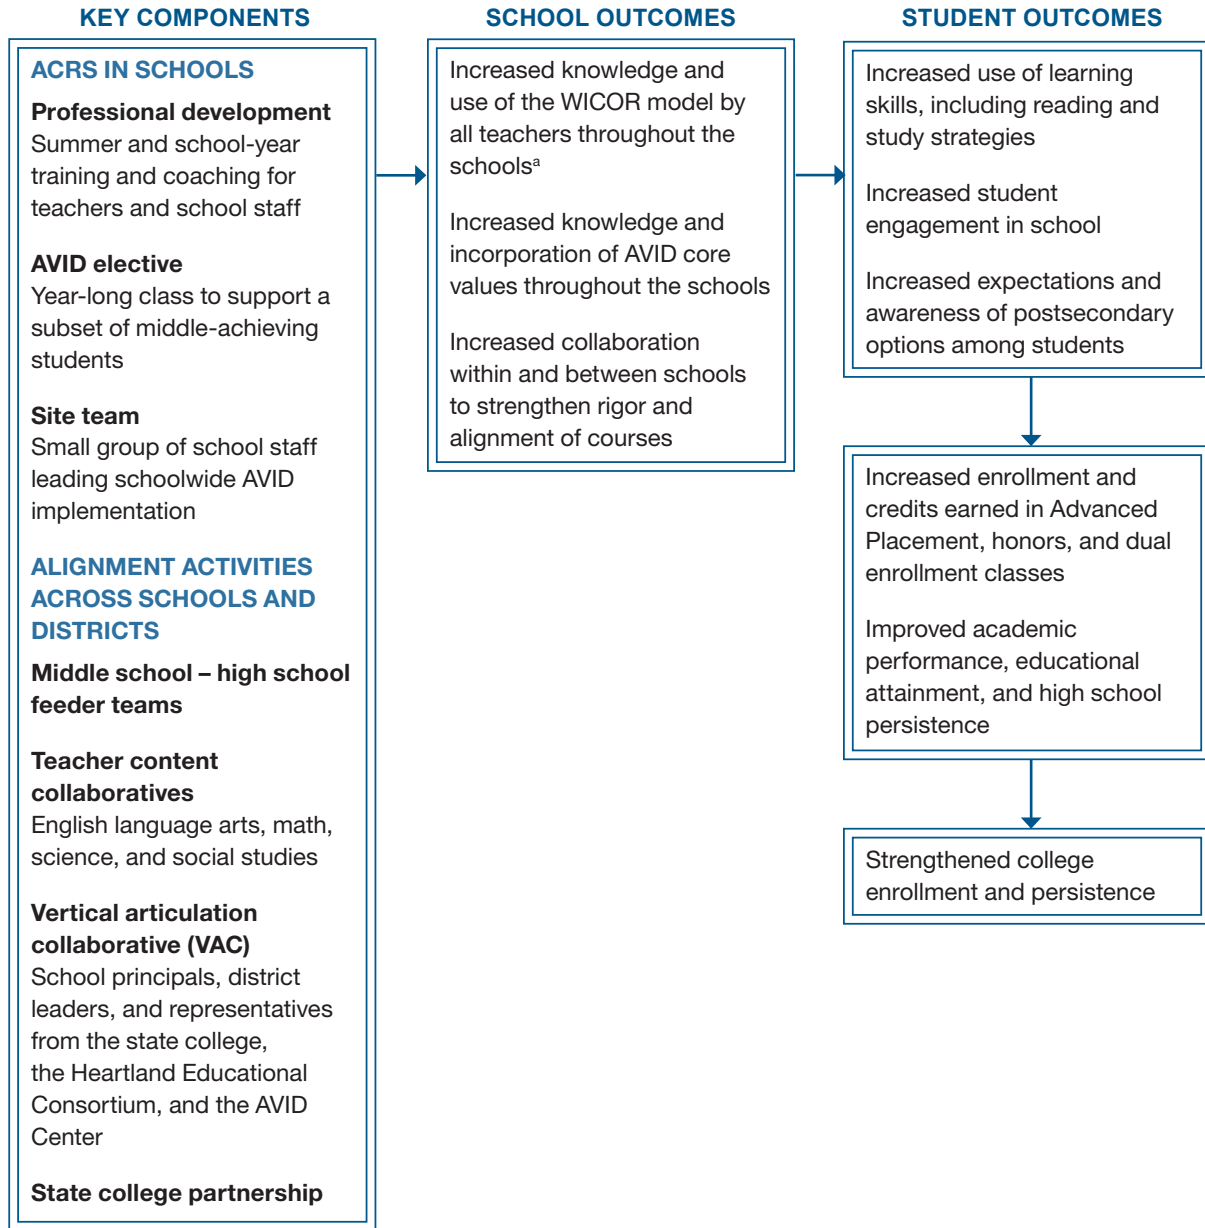 KEY COMPONENTS
ACRS IN SCHOOLS
Professional development
Summer and school-year
training and coaching for
teachers and school staff
AVID elective
Year-long class to support a
subset of middle-achieving
students
Site team
Small group of school staff
leading schoolwide AVID
implementation
ALIGNMENT ACTIVITIES
ACROSS SCHOOLS AND
DISTRICTS
Middle school – high school
feeder teams
Teacher content
collaboratives
English language arts, math,
science, and social studies
Vertical articulation
collaborative (VAC)
School principals, district
leaders, and representatives
from the state college,
the Heartland Educational
Consortium, and the AVID
Center
State college partnership
SCHOOL OUTCOMES
Increased knowledge and
use of the WICOR model by
all teachers throughout the
schoolsᵃ
Increased knowledge and
incorporation of AVID core
values throughout the schools
Increased collaboration
within and between schools
to strengthen rigor and
alignment of courses
STUDENT OUTCOMES
Increased use of learning
skills, including reading and
study strategies
Increased student
engagement in school
Increased expectations and
awareness of postsecondary
options among students
Increased enrollment and
credits earned in Advanced
Placement, honors, and dual
enrollment classes
Improved academic
performance, educational
attainment, and high school
persistence
Strengthened college
enrollment and persistence